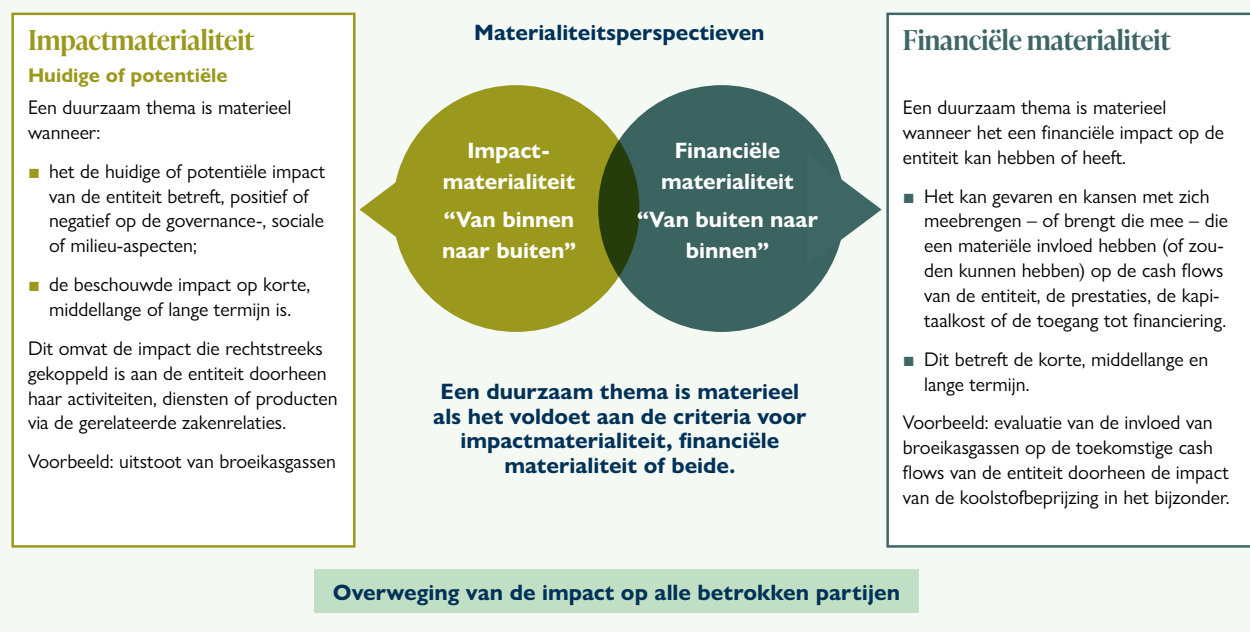 Impactmaterialiteit
Huidige of potentiële
Een duurzaam thema is materieel
wanneer:
■ het de huidige of potentiële impact
van de entiteit betreft, positief of
negatief op de governance-, sociale
of milieu-aspecten;
■ de beschouwde impact op korte,
middellange of lange termijn is.
Dit omvat de impact die rechtstreeks
gekoppeld is aan de entiteit doorheen
haar activiteiten, diensten of producten
via de gerelateerde zakenrelaties.
Voorbeeld: uitstoot van broeikasgassen
Materialiteitsperspectieven
Impact-
materialiteit
“Van binnen
naar buiten”
Financiële
materialiteit
“Van buiten naar
binnen”
Een duurzaam thema is materieel
als het voldoet aan de criteria voor
impactmaterialiteit, financiële
materialiteit of beide.
Financiële materialiteit
Een duurzaam thema is materieel
wanneer het een financiële impact op de
entiteit kan hebben of heeft.
■ Het kan gevaren en kansen met zich
meebrengen – of brengt die mee – die
een materiële invloed hebben (of zou-
den kunnen hebben) op de cash flows
van de entiteit, de prestaties, de kapi-
taalkost of de toegang tot financiering.
■ Dit betreft de korte, middellange en
lange termijn.
Voorbeeld: evaluatie van de invloed van
broeikasgassen op de toekomstige cash
flows van de entiteit doorheen de impact
van de koolstofbeprijzing in het bijzonder.
Overweging van de impact op alle betrokken partijen